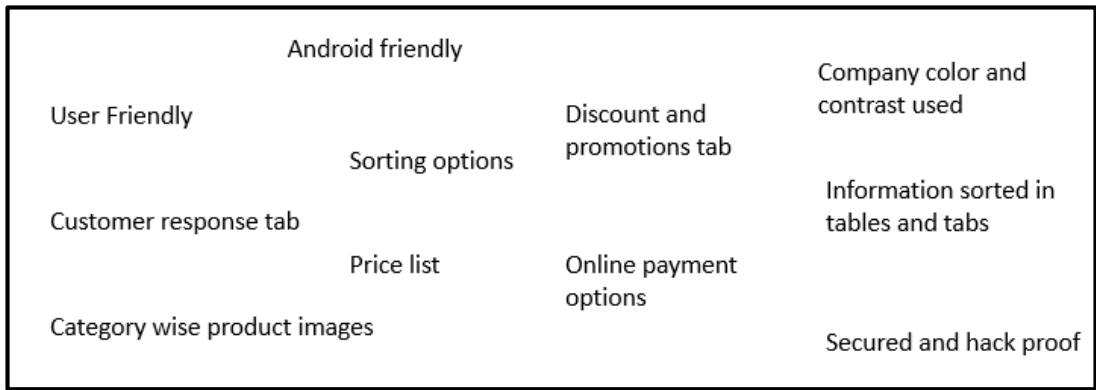 Android friendly
Company color and
contrast used
User Friendly
Discount and
promotions tab
Sorting options
Information sorted in
tables and tabs
Customer response tab
Price list
Online payment
options
Category wise product images
Secured and hack proof